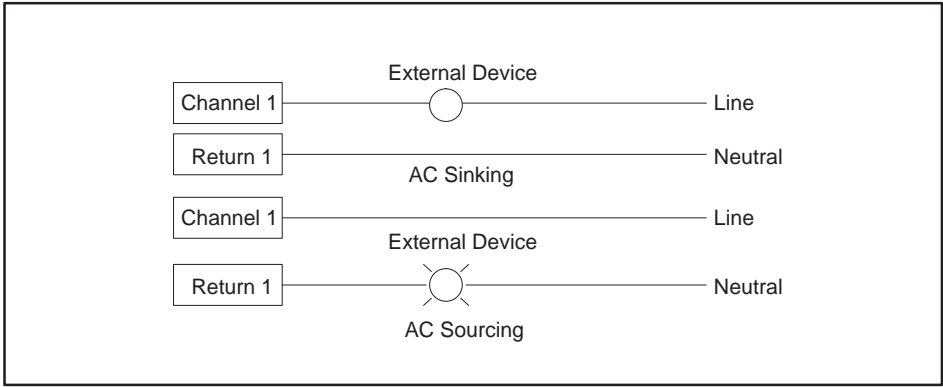 External Device
Channel 1 Line
Return 1 Neutral
AC Sinking
Channel 1 Line
External Device
Return 1 Neutral
AC Sourcing